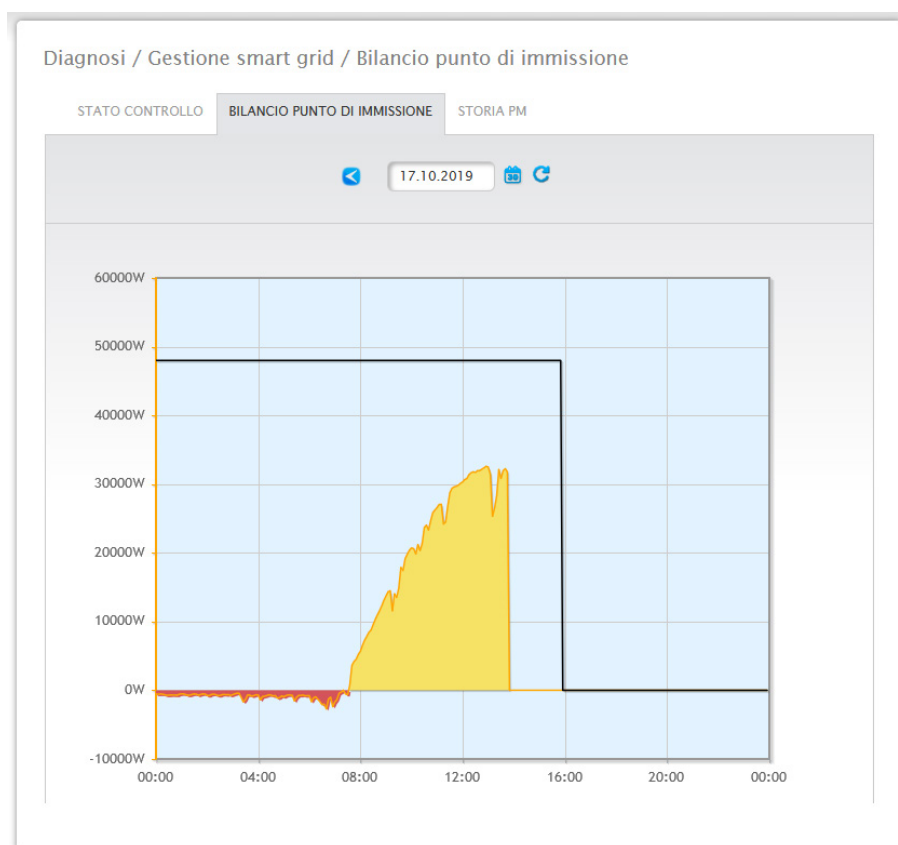 Diagnosi / Gestione smart grid / Bilancio punto di immissione
STATO CONTROLLO BILANCIO PUNTO DI IMMISSIONE STORIA PM
17.10.2019 30
60000W
50000W
40000W
30000W
20000W
10000W
0W
-10000W
00:00 04:00 08:00 12:00 16:00 20:00 00:00